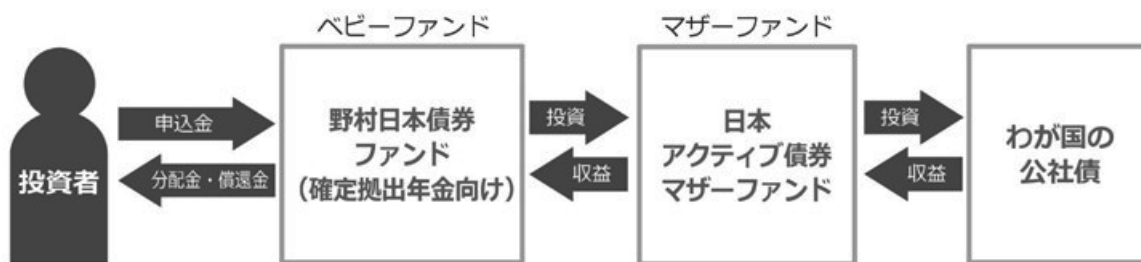 ベビーファンド
マザーファンド
投資者
申込金
分配金・償還金
野村日本債券
ファンド
（確定拠出年金向け）
投資
収益
日本
アクティブ債券
マザーファンド
投資
収益
わが国の
公社債